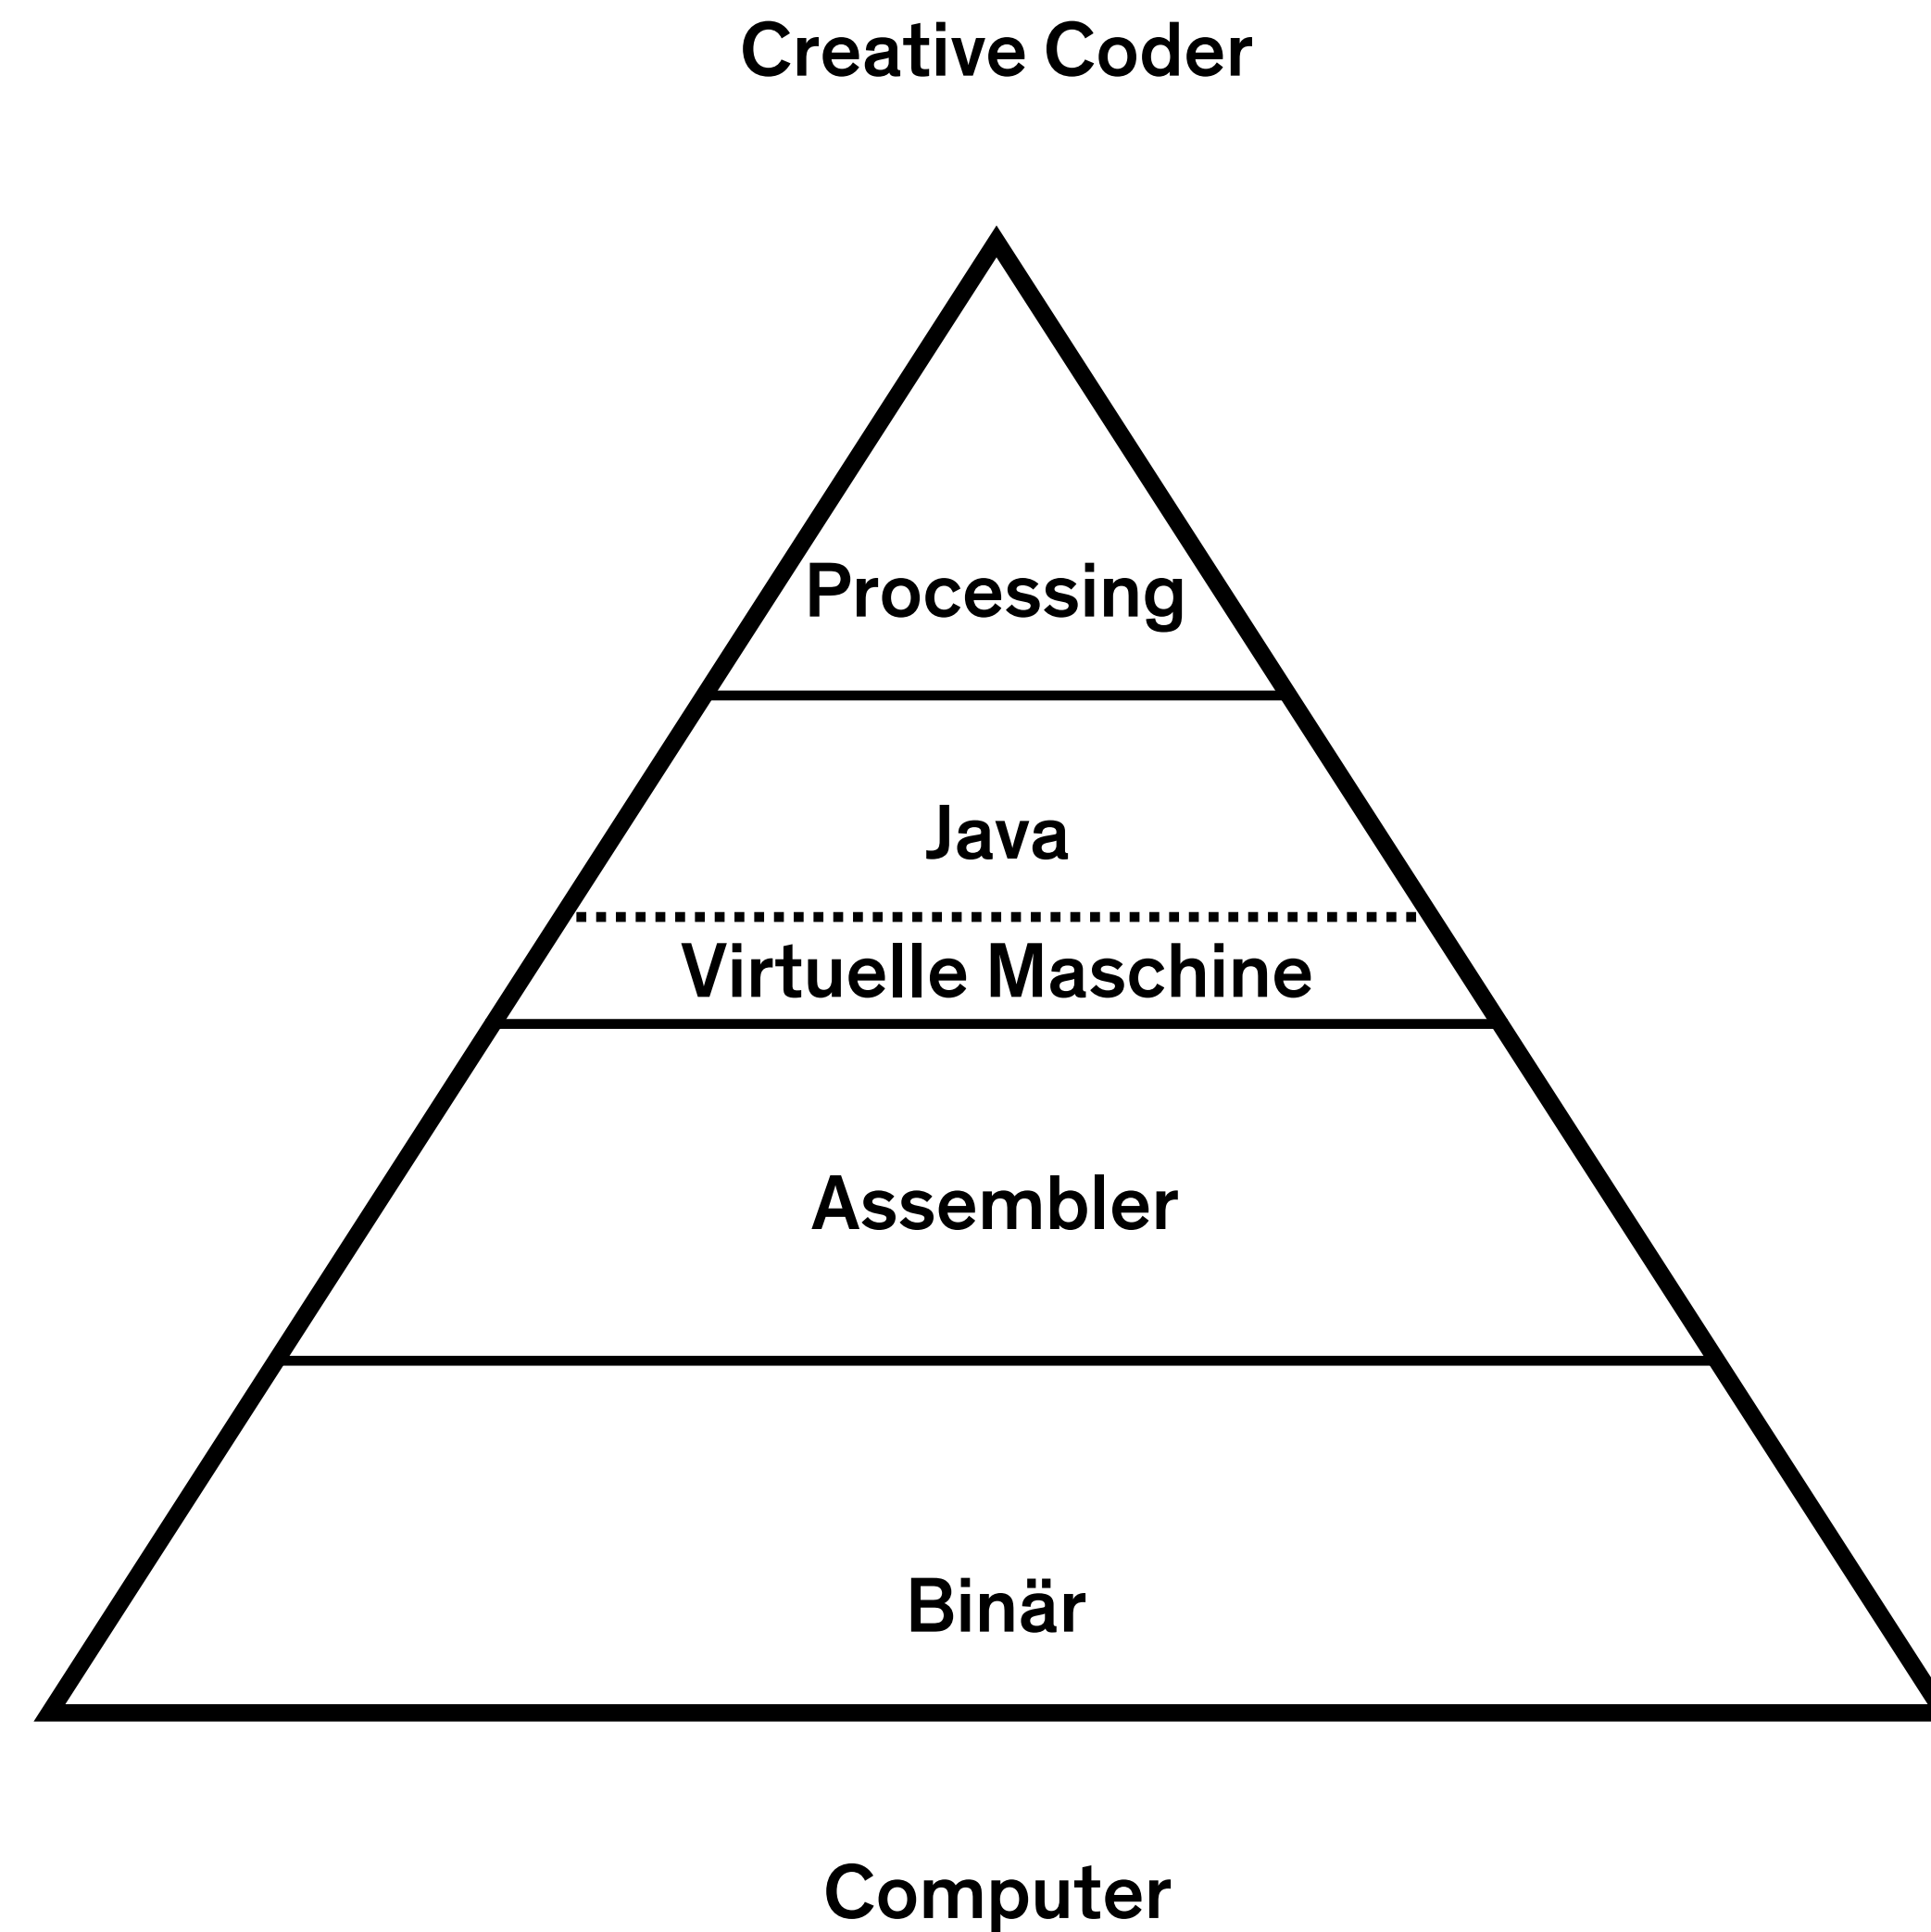 Creative Coder
Processing
Java
Virtuelle Maschine
Assembler
Binär
Computer